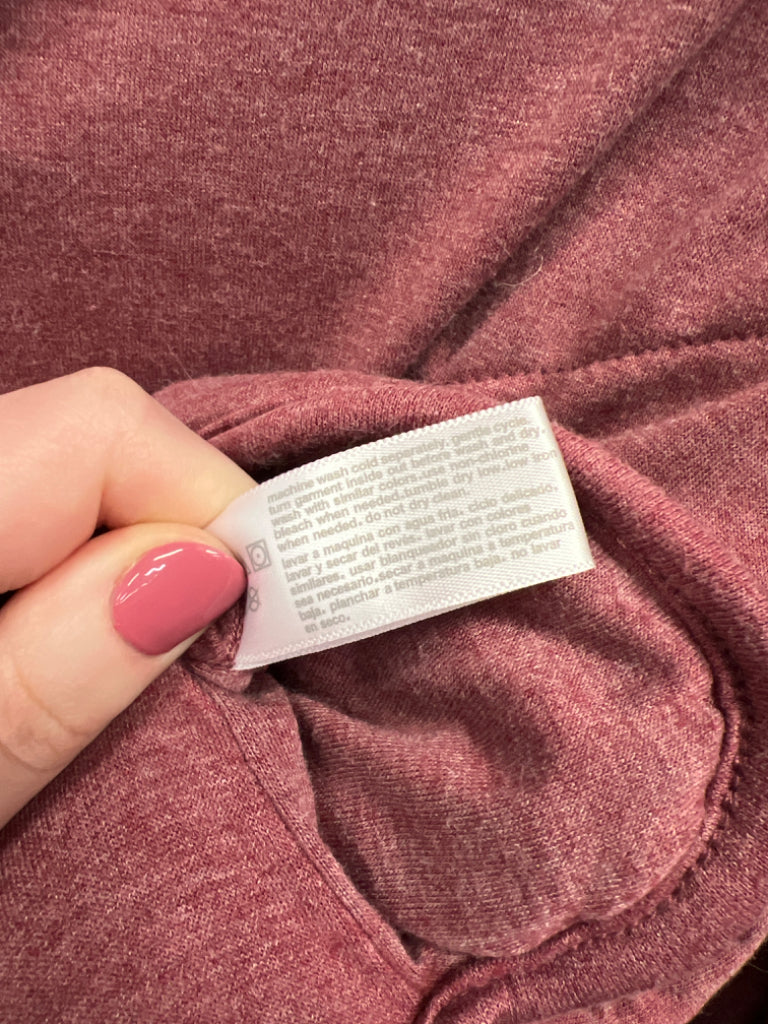 machine wash cold separately, gentle cycle.
turn garment inside out before wash and dry.
wash with similar colors.use non-chlorine
bleach when needed.tumble dry low.low iron
when needed. do not dry clean.
lavar a maquina con agua fria. ciclo delicado.
lavar y secar del reves. lavar con colores
similares. usar blanqueador sin cloro cuando
sea necesario.secar a maquina a temperatura
baja. planchar a temperatura baja. no lavar
en seco.